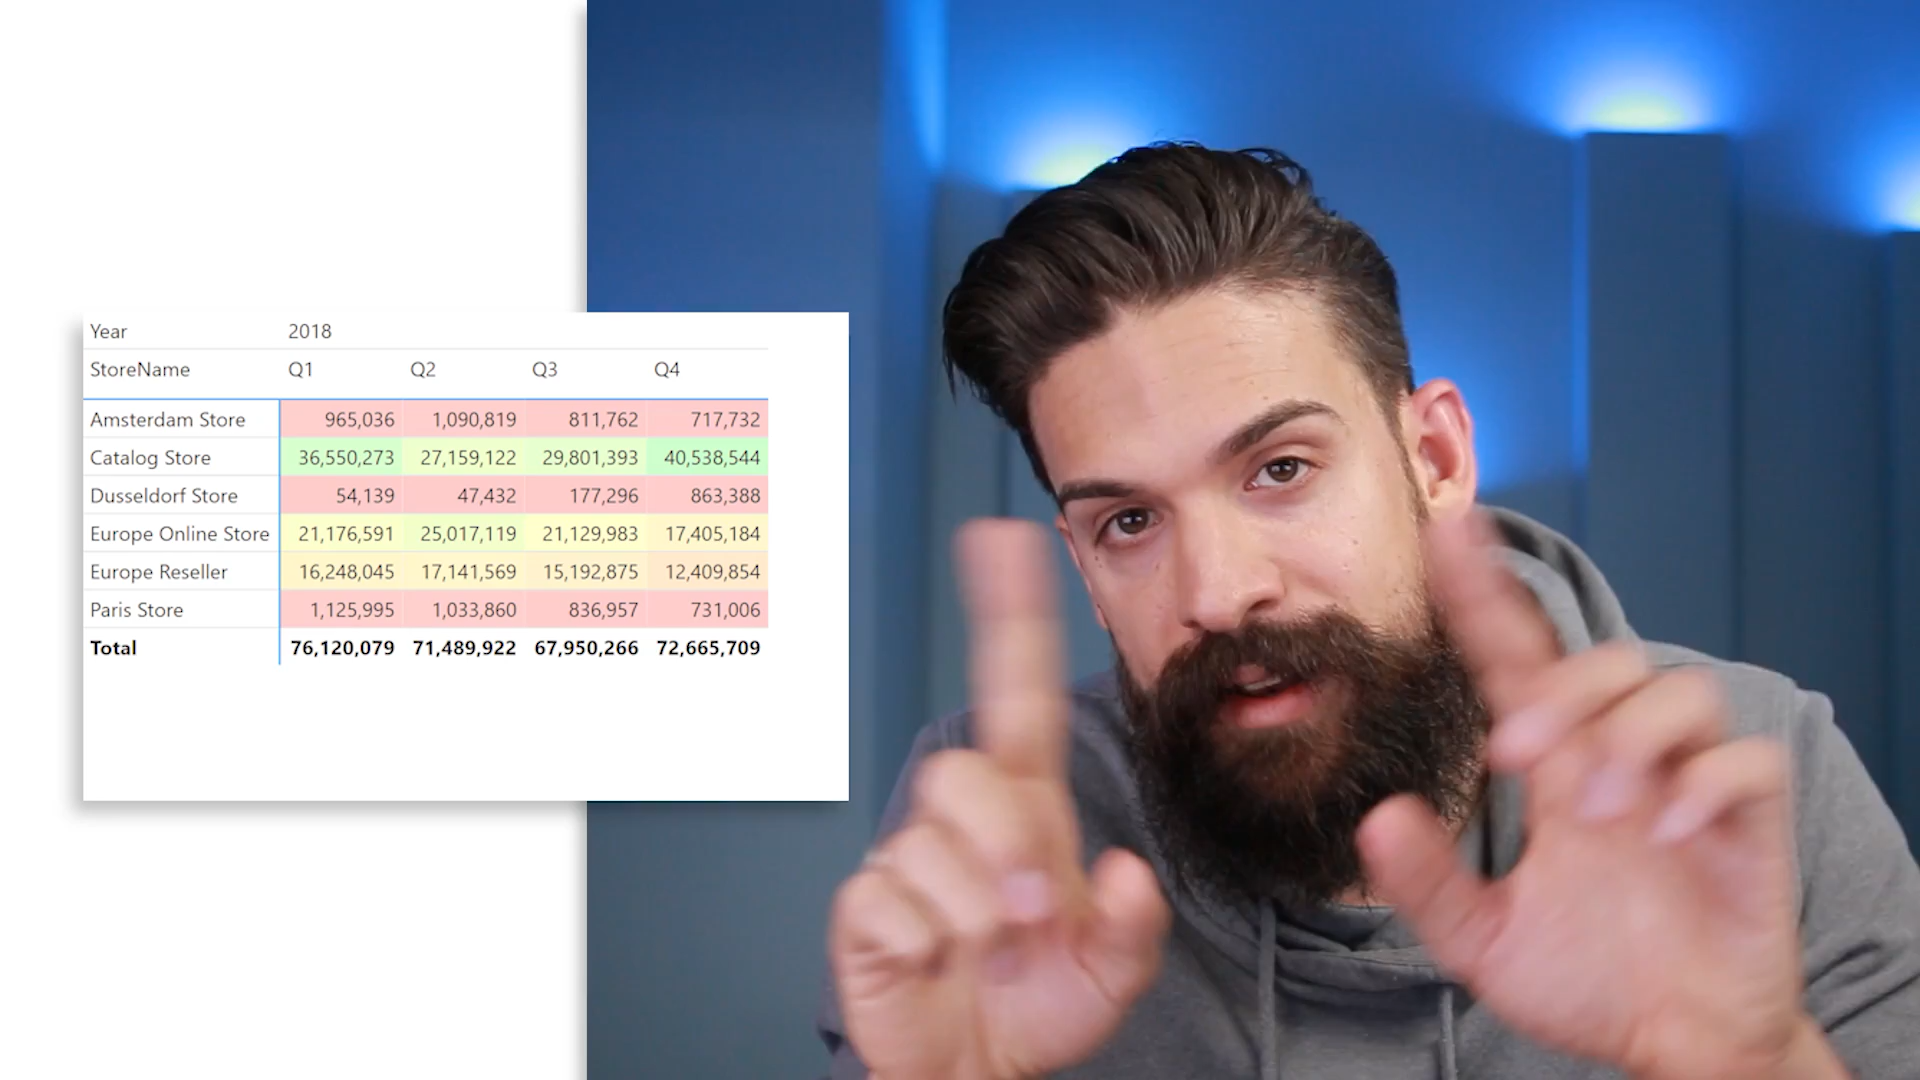 Year 2018
StoreName Q1 Q2 Q3 Q4
Amsterdam Store 965,036 1,090,819 811,762 717,732
Catalog Store 36,550,273 27,159,122 29,801,393 40,538,544
Dusseldorf Store 54,139 47,432 177,296 863,388
Europe Online Store 21,176,591 25,017,119 21,129,983 17,405,184
Europe Reseller 16,248,045 17,141,569 15,192,875 12,409,854
Paris Store 1,125,995 1,033,860 836,957 731,006
Total 76,120,079 71,489,922 67,950,266 72,665,709